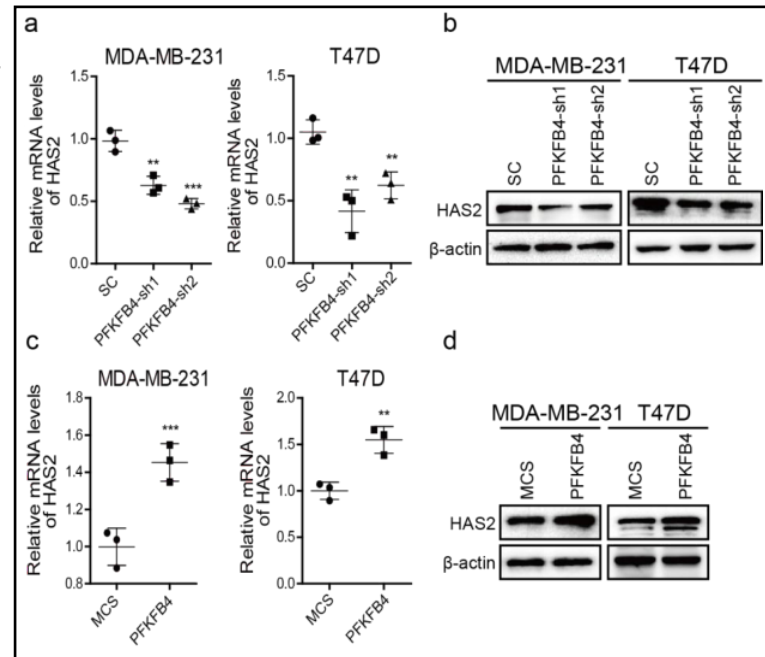 a
MDA-MB-231
Relative mRNA levels
of HAS2
1.5
1.0
0.5
0.0
**
***
SC
PFKFB4-sh1
PFKFB4-sh2
T47D
Relative mRNA levels
of HAS2
1.5
1.0
0.5
0.0
**
**
SC
PFKFB4-sh1
PFKFB4-sh2
b
MDA-MB-231 T47D
SC
PFKFB4-sh1
PFKFB4-sh2
SC
PFKFB4-sh1
PFKFB4-sh2
HAS2
β-actin
c
MDA-MB-231
Relative mRNA levels
of HAS2
1.8
1.6
1.4
1.2
1.0
0.8
***
MCS
PFKFB4
T47D
Relative mRNA levels
of HAS2
2.0
1.5
1.0
0.5
0.0
**
MCS
PFKFB4
d
MDA-MB-231 T47D
MCS
PFKFB4
MCS
PFKFB4
HAS2
β-actin